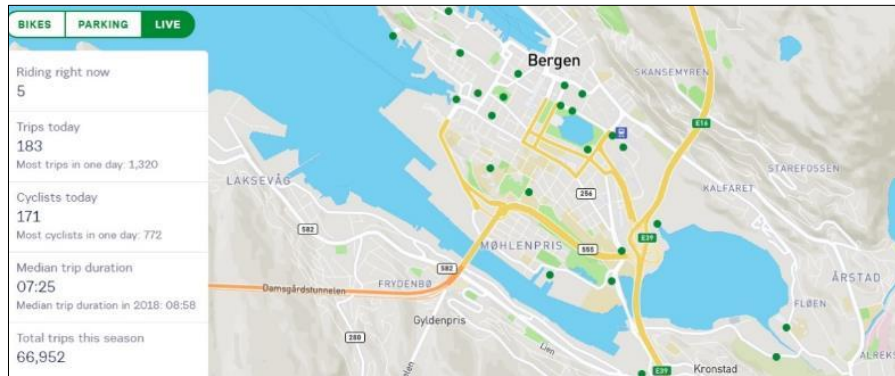 BIKES
PARKING
LIVE
Riding right now
5
Trips today
183
Most trips in one day: 1,320
Cyclists today
171
Most cyclists in one day: 772
Median trip duration
07:25
Median trip duration in 2018: 08:58
Total trips this season
66,952
Bergen
SKANSEMYREN
E16
STAREFOSSEN
LAKSEVÅG
KALFARET
256
582
E39
MØHLENPRIS
555
582
ÅRSTAD
Damsgårdstunnelen
FRYDENBØ
FLØEN
280
Gyldenpris
Lien
ALREKS
E39
Kronstad